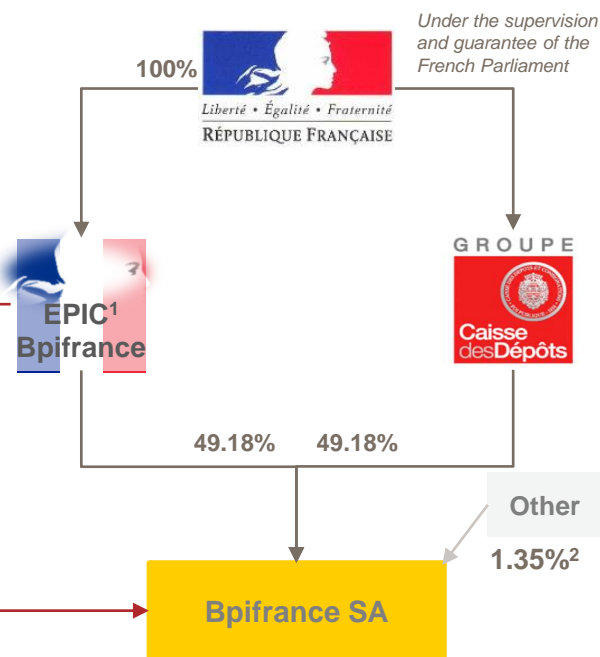 Under the supervision
and guarantee of the
French Parliament
100%
Liberté • Égalité • Fraternité
RÉPUBLIQUE FRANÇAISE
GROUPE
Caisse
desDépôts
EPIC¹
Bpifrance
49.18% 49.18%
Other
1.35%²
Bpifrance SA